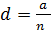 d = a/n